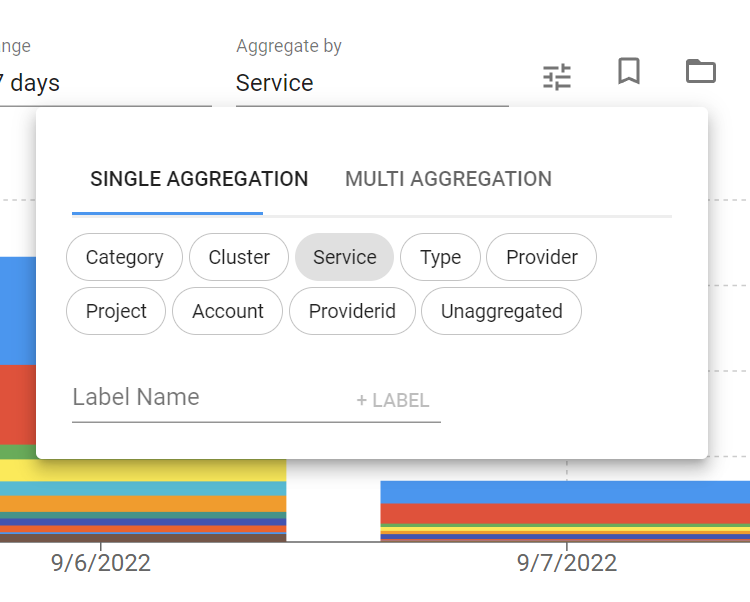 nge
Aggregate by
7 days
Service
SINGLE AGGREGATION
MULTI AGGREGATION
Category
Cluster
Service
Type
Provider
Project
Account
Providerid
Unaggregated
Label Name
+ LABEL
9/6/2022
9/7/2022